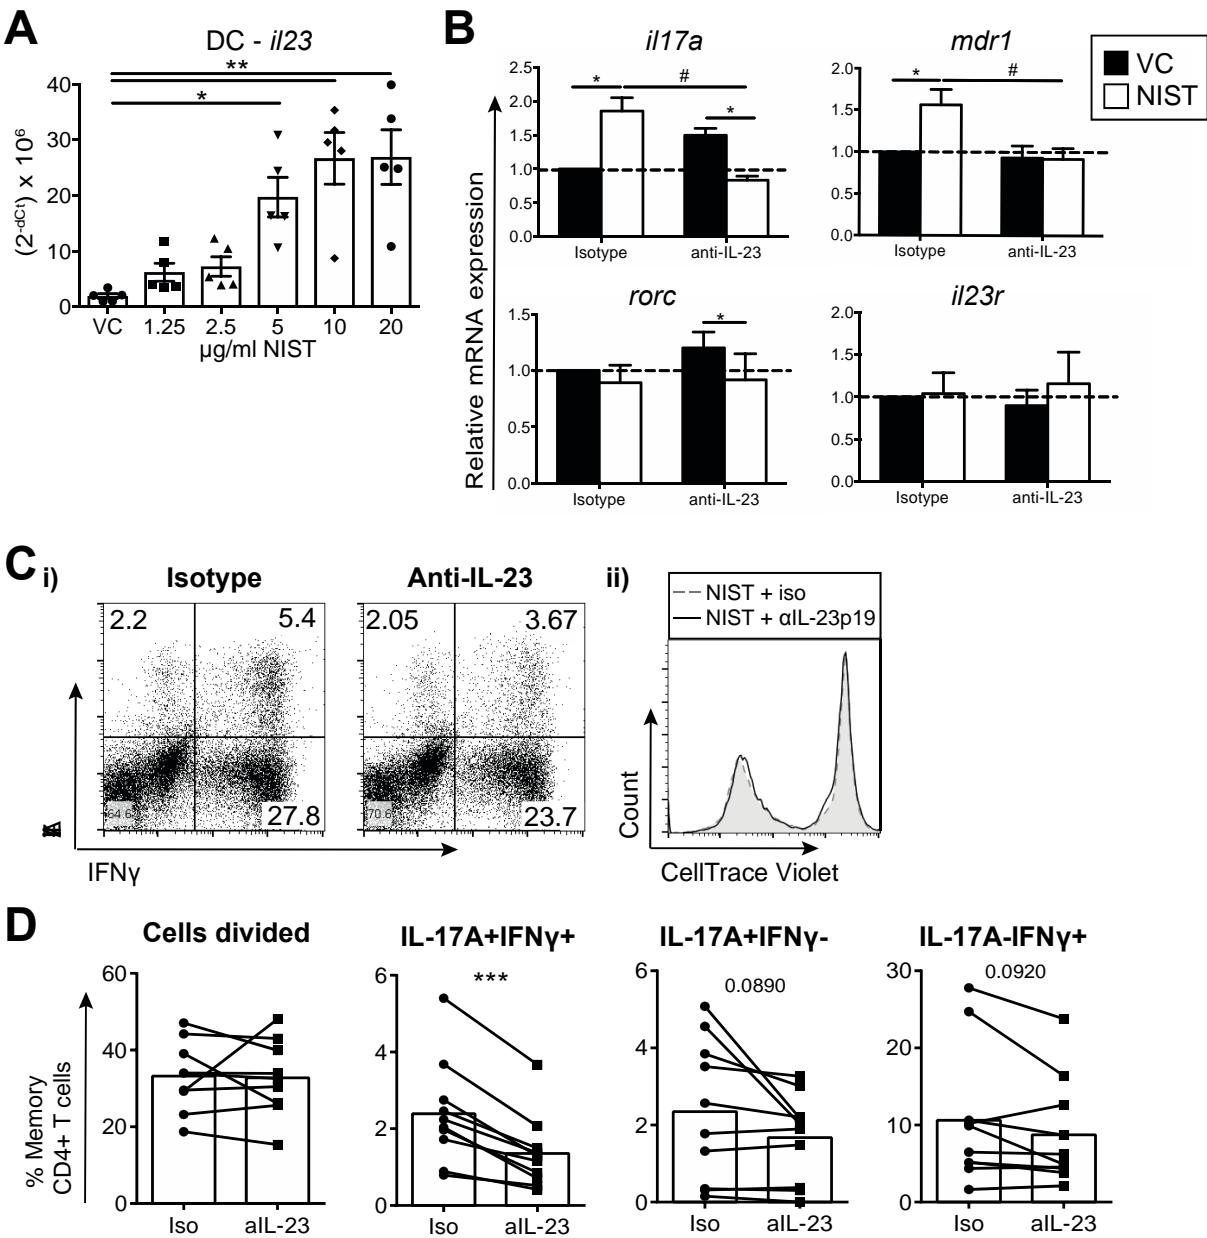 A
DC - il23
**
*
40
30
20
10
0
(2-dCt) x 10⁶
VC 1.25 2.5 5 10 20
µg/ml NIST
B
VC
NIST
Relative mRNA expression
il17a
* #
*
2.5
2.0
1.5
1.0
0.5
0.0
Isotype anti-IL-23
mdr1
* #
2.0
1.5
1.0
0.5
0.0
Isotype anti-IL-23
rorc
*
1.5
1.0
0.5
0.0
Isotype anti-IL-23
il23r
2.0
1.5
1.0
0.5
0.0
Isotype anti-IL-23
C
i)
Isotype
2.2 5.4
64.6 27.8
Anti-IL-23
2.05 3.67
70.6 23.7
IFNγ
ii)
NIST + iso
NIST + αIL-23p19
Count
CellTrace Violet
D
% Memory
CD4+ T cells
Cells divided
60
40
20
0
Iso aIL-23
IL-17A+IFNγ+
***
6
4
2
0
Iso aIL-23
IL-17A+IFNγ-
0.0890
6
4
2
0
Iso aIL-23
IL-17A-IFNγ+
0.0920
30
20
10
0
Iso aIL-23